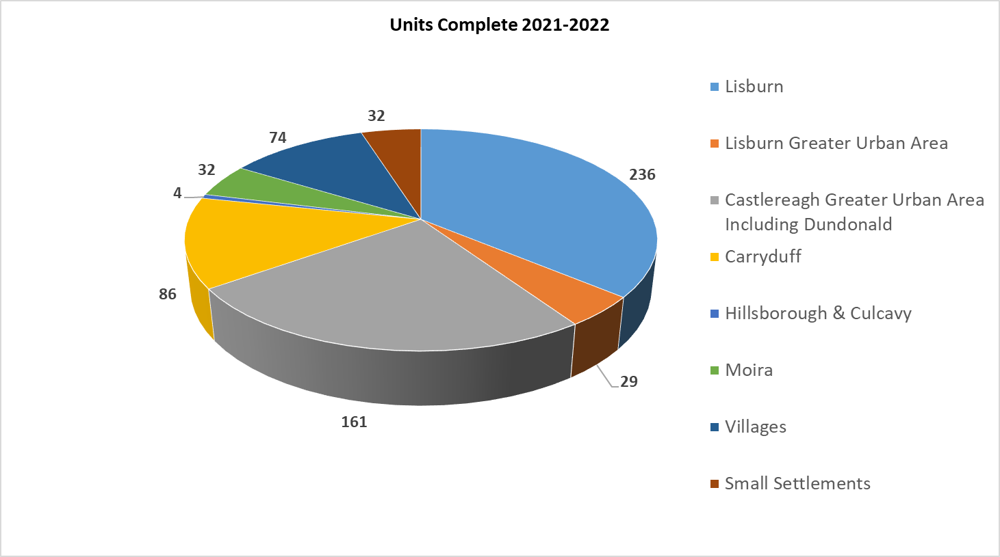 Units Complete 2021-2022
32
74
32
4
86
161
29
236
Lisburn
Lisburn Greater Urban Area
Castlereagh Greater Urban Area
Including Dundonald
Carryduff
Hillsborough & Culcavy
Moira
Villages
Small Settlements